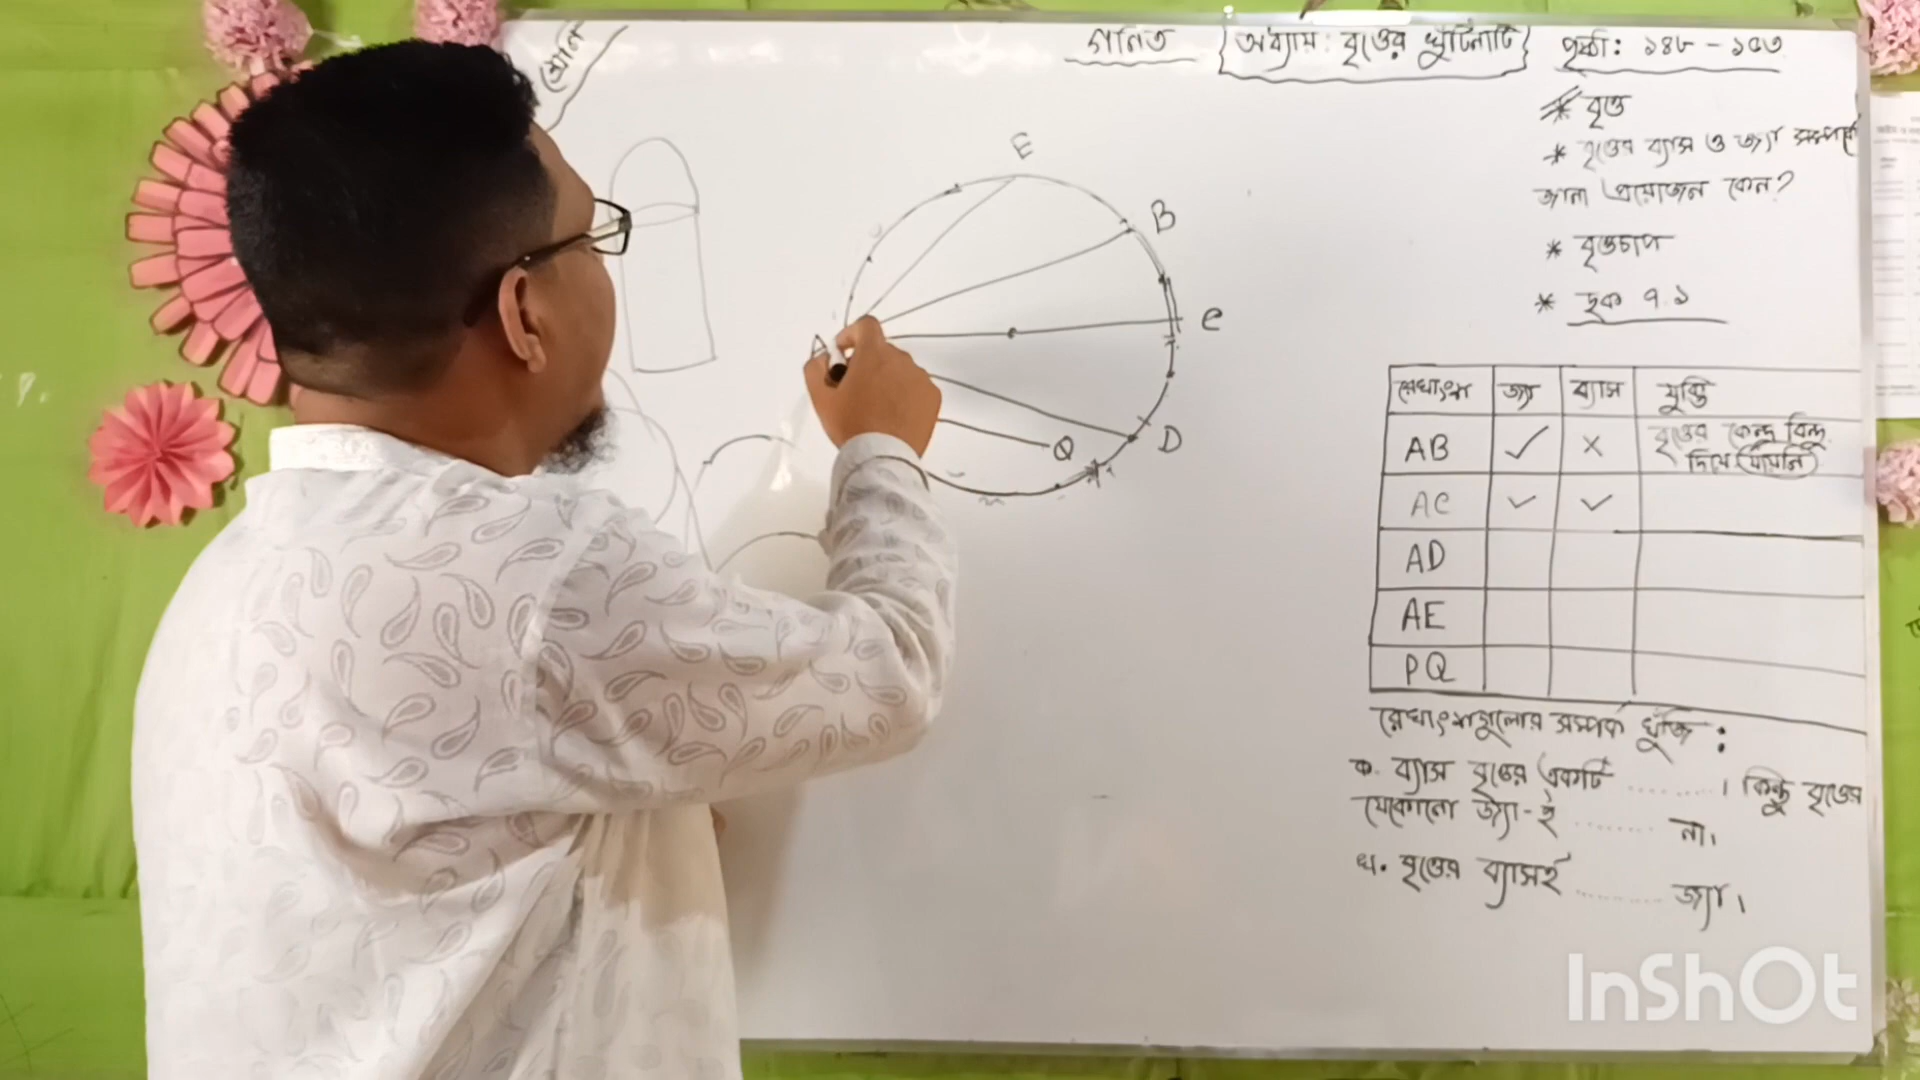 শ্রেনি
গনিত {অধ্যায়: বৃত্তের খুটিনাটি} পৃষ্ঠা: ১৪৮ - ১৫৩
* বৃত্ত
* বৃত্তের ব্যাস ও জ্যা সম্পর্কে
জানা প্রয়োজন কেন?
* বৃত্তচাপ
* ছক ৭.১
E
B
C
A
D
Q
রেখাংশ জ্যা ব্যাস যুক্তি
AB ✓ × বৃত্তের কেন্দ্র বিন্দু
দিয়ে যায়নি
AC ✓ ✓
AD
AE
PQ
রেখাংশগুলোর সম্পর্ক খুঁজি :
ক. ব্যাস বৃত্তের একটি ......... । কিন্তু বৃত্তের
যেকোনো জ্যা-ই ....... না।
খ. বৃত্তের ব্যাসই ......... জ্যা।
InShOt